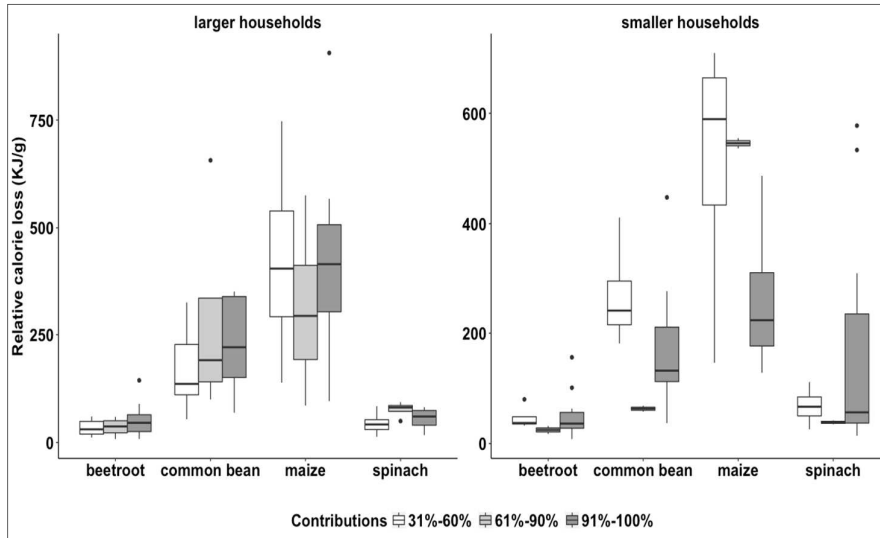 larger households
smaller households
Relative calorie loss (KJ/g)
750
500
250
0
600
400
200
0
beetroot common bean maize spinach
beetroot common bean maize spinach
Contributions 31%-60% 61%-90% 91%-100%